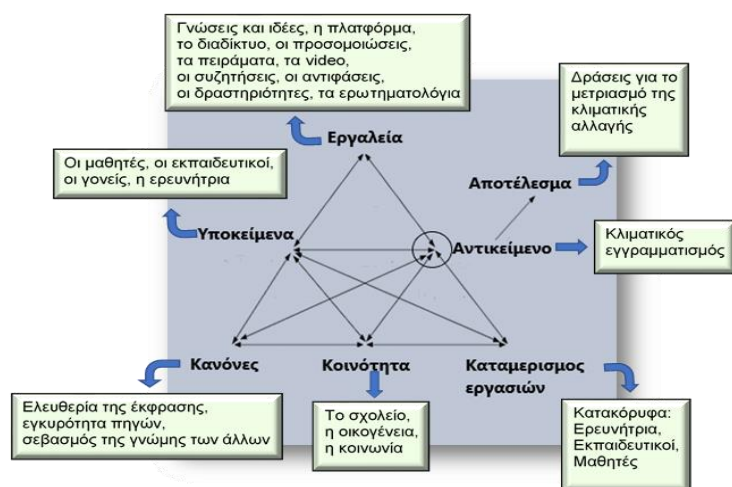 Γνώσεις και ιδέες, η πλατφόρμα,
το διαδίκτυο, οι προσομοιώσεις,
τα πειράματα, τα video,
οι συζητήσεις, οι αντιφάσεις,
οι δραστηριότητες, τα ερωτηματολόγια
Δράσεις για το
μετριασμό της
κλιματικής
αλλαγής
Εργαλεία
Οι μαθητές, οι εκπαιδευτικοί,
οι γονείς, η ερευνήτρια
Αποτέλεσμα
Υποκείμενα
Αντικείμενο
Κλιματικός
εγγραμματισμός
Κανόνες
Κοινότητα
Καταμερισμος
εργασιών
Ελευθερία της έκφρασης,
εγκυρότητα πηγών,
σεβασμός της γνώμης των άλλων
Το σχολείο,
η οικογένεια,
η κοινωνία
Κατακόρυφα:
Ερευνήτρια,
Εκπαιδευτικοί,
Μαθητές